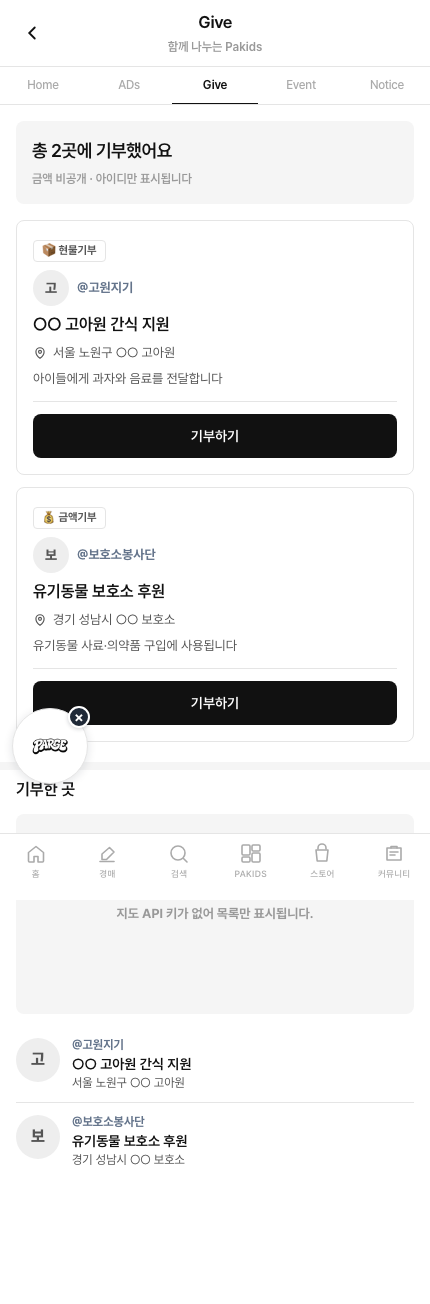 Give
함께 나누는 Pakids
Home
ADs
Give
Event
Notice
총 2곳에 기부했어요
금액 비공개 · 아이디만 표시됩니다
📦 현물기부
고
@고원지기
○○ 고아원 간식 지원
서울 노원구 ○○ 고아원
아이들에게 과자와 음료를 전달합니다
기부하기
💰 금액기부
보
@보호소봉사단
유기동물 보호소 후원
경기 성남시 ○○ 보호소
유기동물 사료·의약품 구입에 사용됩니다
기부하기
기부한 곳
홈
경매
검색
PAKIDS
스토어
커뮤니티
지도 API 키가 없어 목록만 표시됩니다.
고
@고원지기
○○ 고아원 간식 지원
서울 노원구 ○○ 고아원
보
@보호소봉사단
유기동물 보호소 후원
경기 성남시 ○○ 보호소